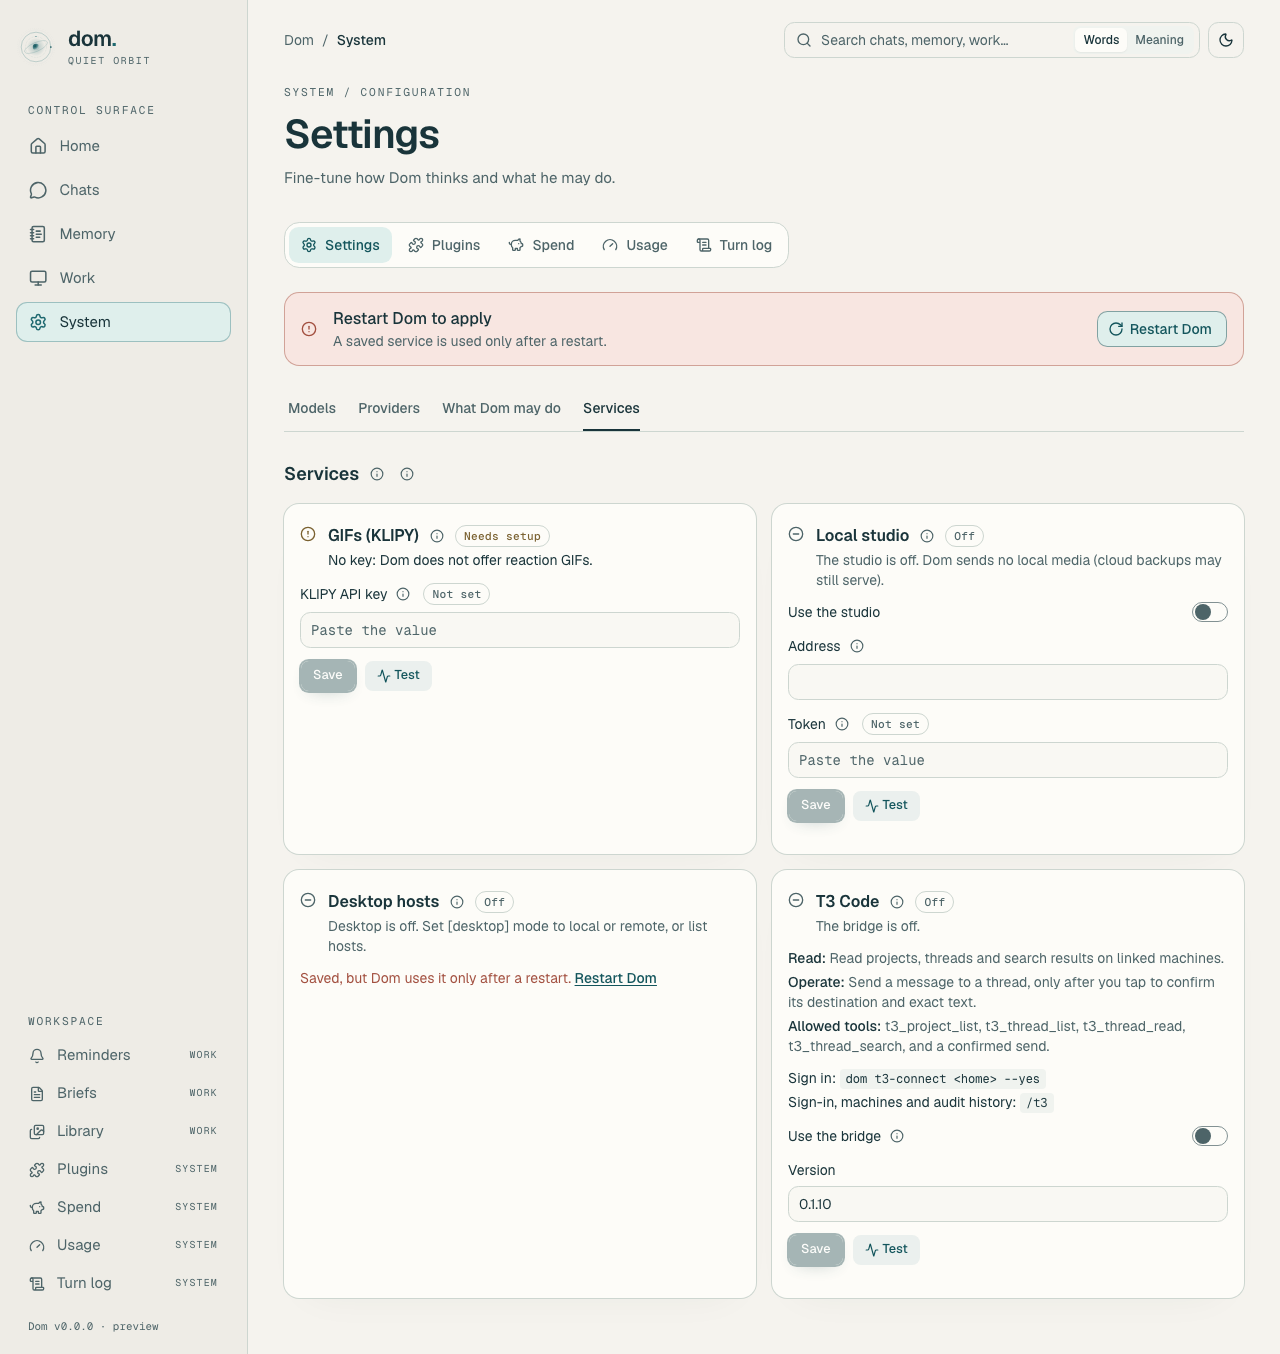 dom.
QUIET ORBIT
CONTROL SURFACE
Home
Chats
Memory
Work
System
WORKSPACE
Reminders WORK
Briefs WORK
Library WORK
Plugins SYSTEM
Spend SYSTEM
Usage SYSTEM
Turn log SYSTEM
Dom v0.0.0 · preview
Dom / System
Search chats, memory, work…
Words Meaning
SYSTEM / CONFIGURATION
Settings
Fine-tune how Dom thinks and what he may do.
Settings Plugins Spend Usage Turn log
Restart Dom to apply
A saved service is used only after a restart.
Restart Dom
Models Providers What Dom may do Services
Services
GIFs (KLIPY) Needs setup
No key: Dom does not offer reaction GIFs.
KLIPY API key Not set
Paste the value
Save Test
Local studio Off
The studio is off. Dom sends no local media (cloud backups may
still serve).
Use the studio
Address
Token Not set
Paste the value
Save Test
Desktop hosts Off
Desktop is off. Set [desktop] mode to local or remote, or list
hosts.
Saved, but Dom uses it only after a restart. Restart Dom
T3 Code Off
The bridge is off.
Read: Read projects, threads and search results on linked machines.
Operate: Send a message to a thread, only after you tap to confirm
its destination and exact text.
Allowed tools: t3_project_list, t3_thread_list, t3_thread_read,
t3_thread_search, and a confirmed send.
Sign in: dom t3-connect <home> --yes
Sign-in, machines and audit history: /t3
Use the bridge
Version
0.1.10
Save Test